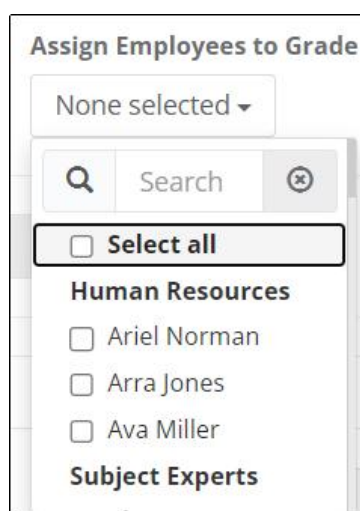 Assign Employees to Grade
None selected
Search
Select all
Human Resources
Ariel Norman
Arra Jones
Ava Miller
Subject Experts